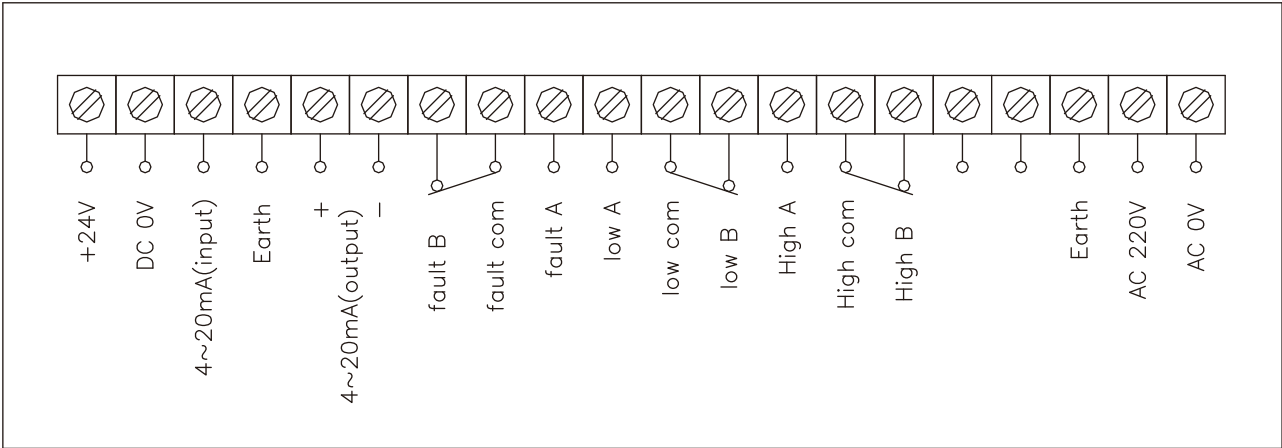 +24V
DC 0V
4~20mA(input)
Earth
+
4~20mA(output)
−
fault B
fault com
fault A
low A
low com
low B
High A
High com
High B
Earth
AC 220V
AC 0V